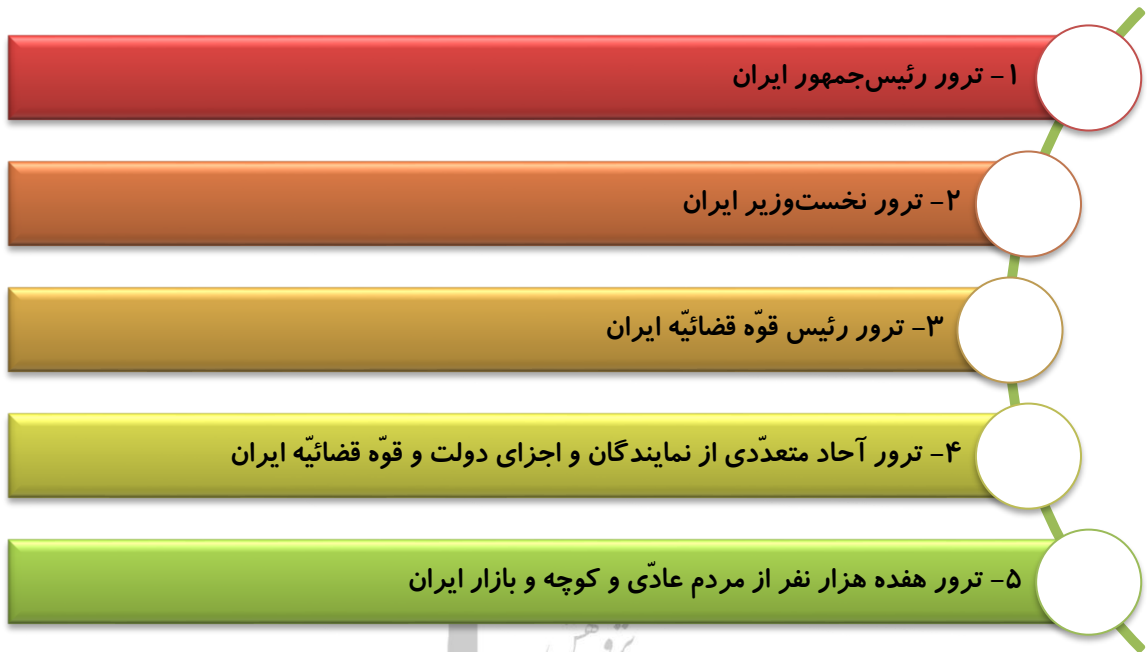 ۱- ترور رئیس‌جمهور ایران
۲- ترور نخست‌وزیر ایران
۳- ترور رئیس قوّه قضائیّه ایران
۴- ترور آحاد متعدّدی از نمایندگان و اجزای دولت و قوّه قضائیّه ایران
۵- ترور هفده هزار نفر از مردم عادّی و کوچه و بازار ایران